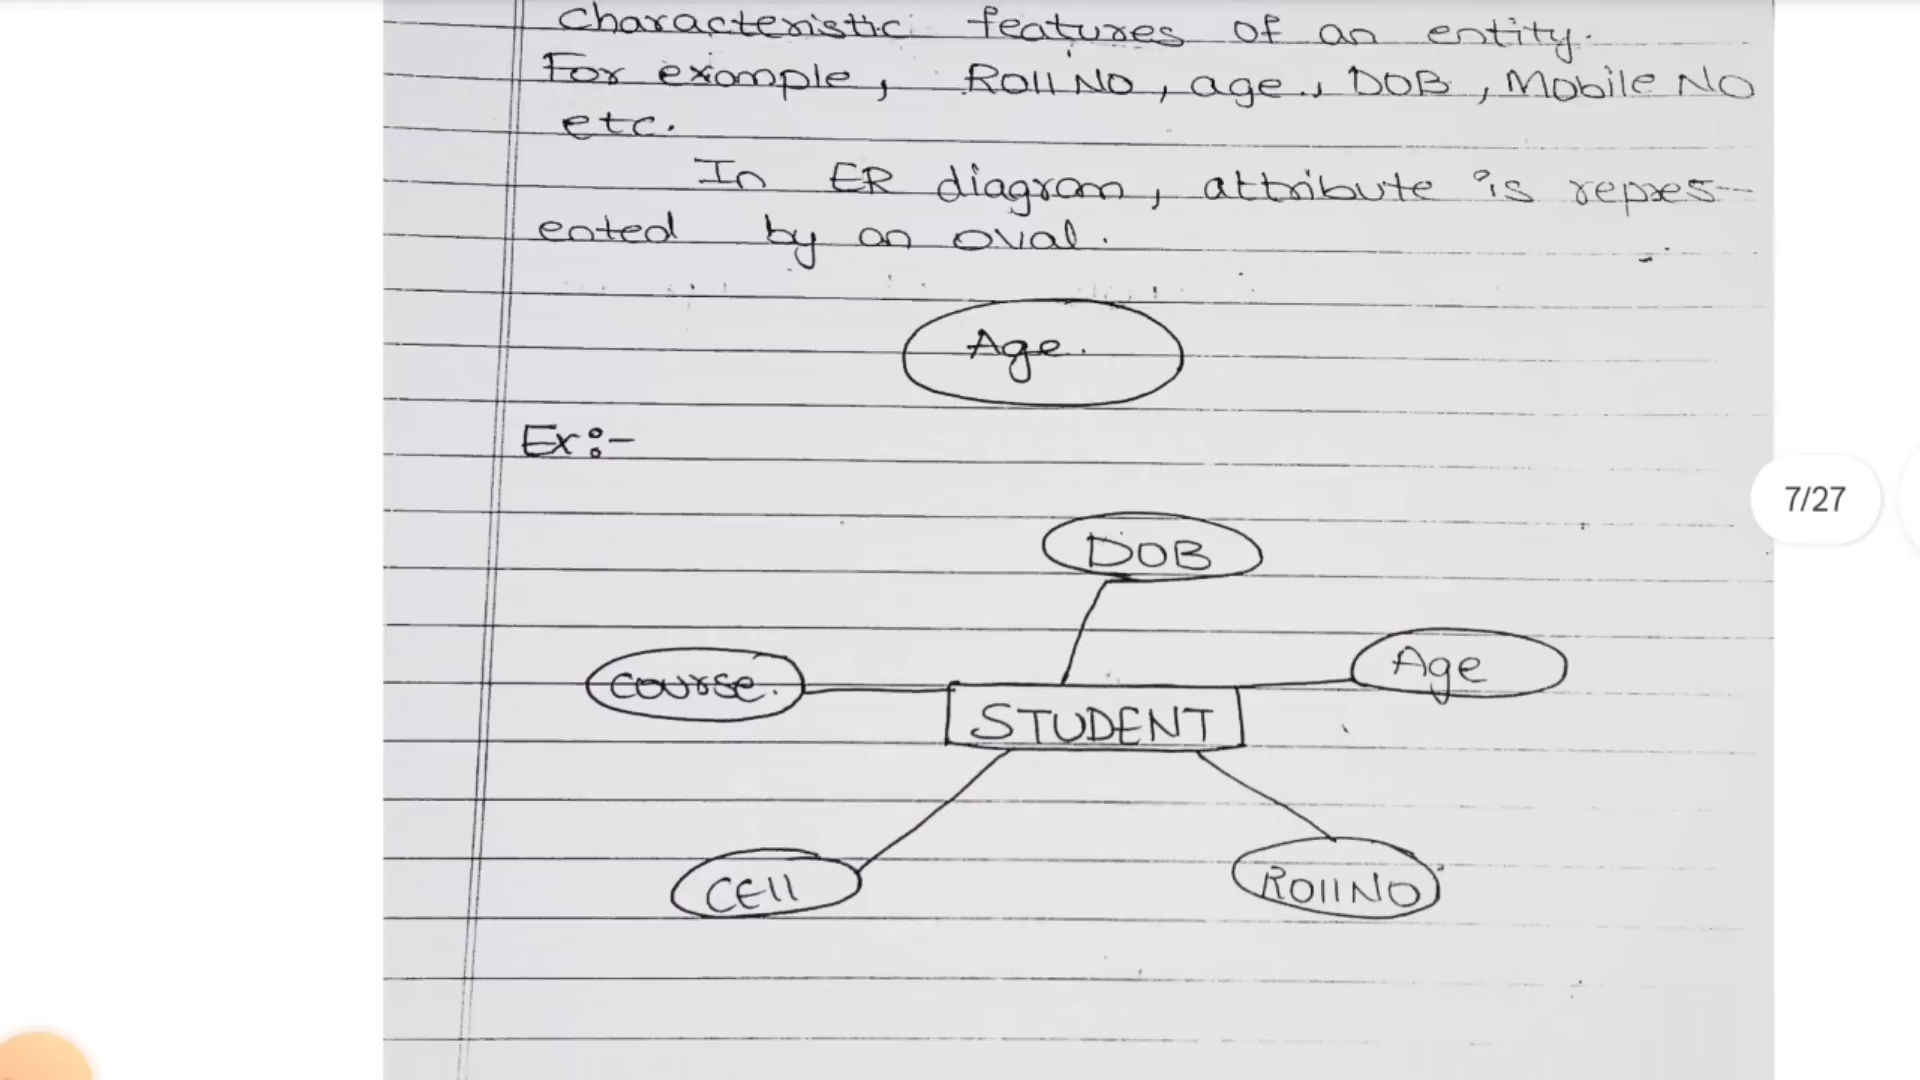 characteristic features of an entity.
For example, RollNO, age, DOB, Mobile NO
etc.
In ER diagram, attribute is repres-
ented by an oval.
Age.
Ex:-
7/27
DOB
Age
course.
STUDENT
CEll
RollNO